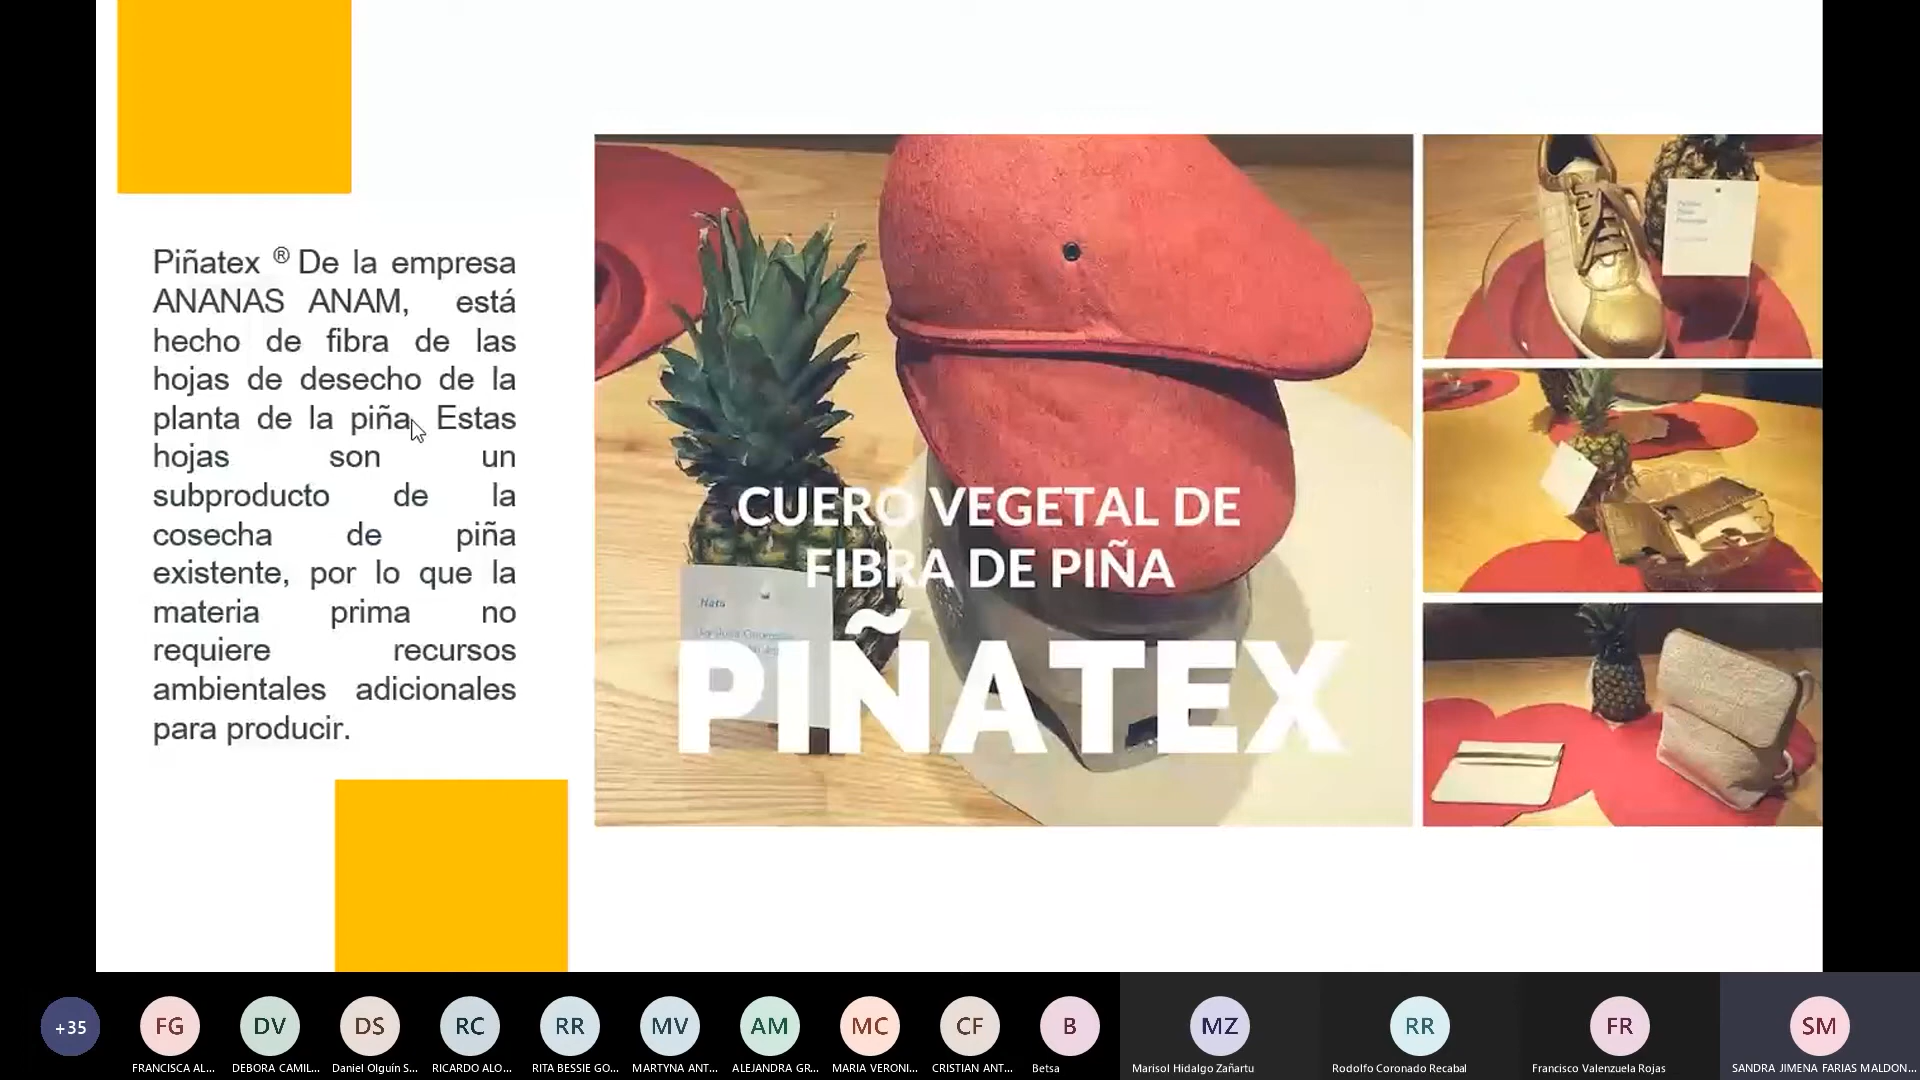 Piñatex ® De la empresa
ANANAS ANAM, está
hecho de fibra de las
hojas de desecho de la
planta de la piña. Estas
hojas son un
subproducto de la
cosecha de piña
existente, por lo que la
materia prima no
requiere recursos
ambientales adicionales
para producir.
CUERO VEGETAL DE
FIBRA DE PIÑA
PIÑATEX
+35
FG
DV
DS
RC
RR
MV
AM
MC
CF
B
MZ
RR
FR
SM
FRANCISCA AL...
DEBORA CAMIL...
Daniel Olguín S...
RICARDO ALO...
RITA BESSIE GO...
MARTYNA ANT...
ALEJANDRA GR...
MARIA VERONI...
CRISTIAN ANT...
Betsa
Marisol Hidalgo Zañartu
Rodolfo Coronado Recabal
Francisco Valenzuela Rojas
SANDRA JIMENA FARIAS MALDON...